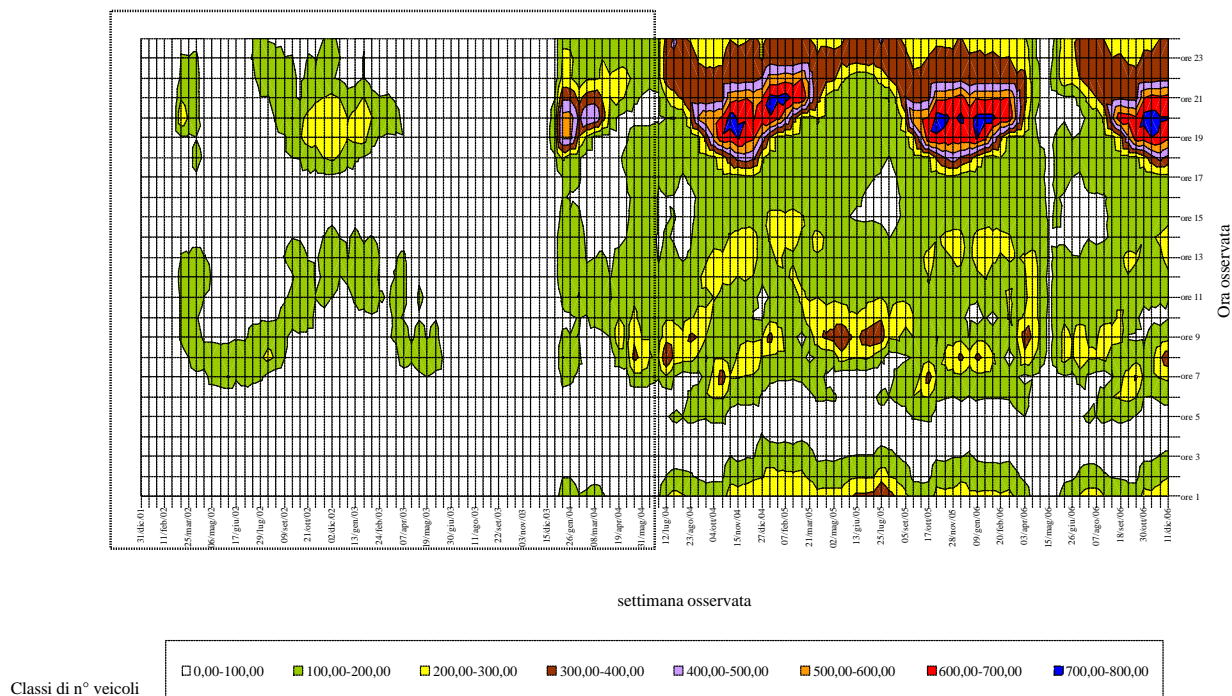 ore 23
ore 21
ore 19
ore 17
ore 15
ore 13
ore 11
ore 9
ore 7
ore 5
ore 3
ore 1
Ora osservata
31/dic/01
11/feb/02
25/mar/02
06/mag/02
17/giu/02
29/lug/02
09/set/02
21/ott/02
02/dic/02
13/gen/03
24/feb/03
07/apr/03
19/mag/03
30/giu/03
11/ago/03
22/set/03
03/nov/03
15/dic/03
26/gen/04
08/mar/04
19/apr/04
31/mag/04
12/lug/04
23/ago/04
04/ott/04
15/nov/04
27/dic/04
07/feb/05
21/mar/05
02/mag/05
13/giu/05
25/lug/05
05/set/05
17/ott/05
28/nov/05
09/gen/06
20/feb/06
03/apr/06
15/mag/06
26/giu/06
07/ago/06
18/set/06
30/ott/06
11/dic/06
settimana osservata
Classi di n° veicoli
0,00-100,00 100,00-200,00 200,00-300,00 300,00-400,00 400,00-500,00 500,00-600,00 600,00-700,00 700,00-800,00